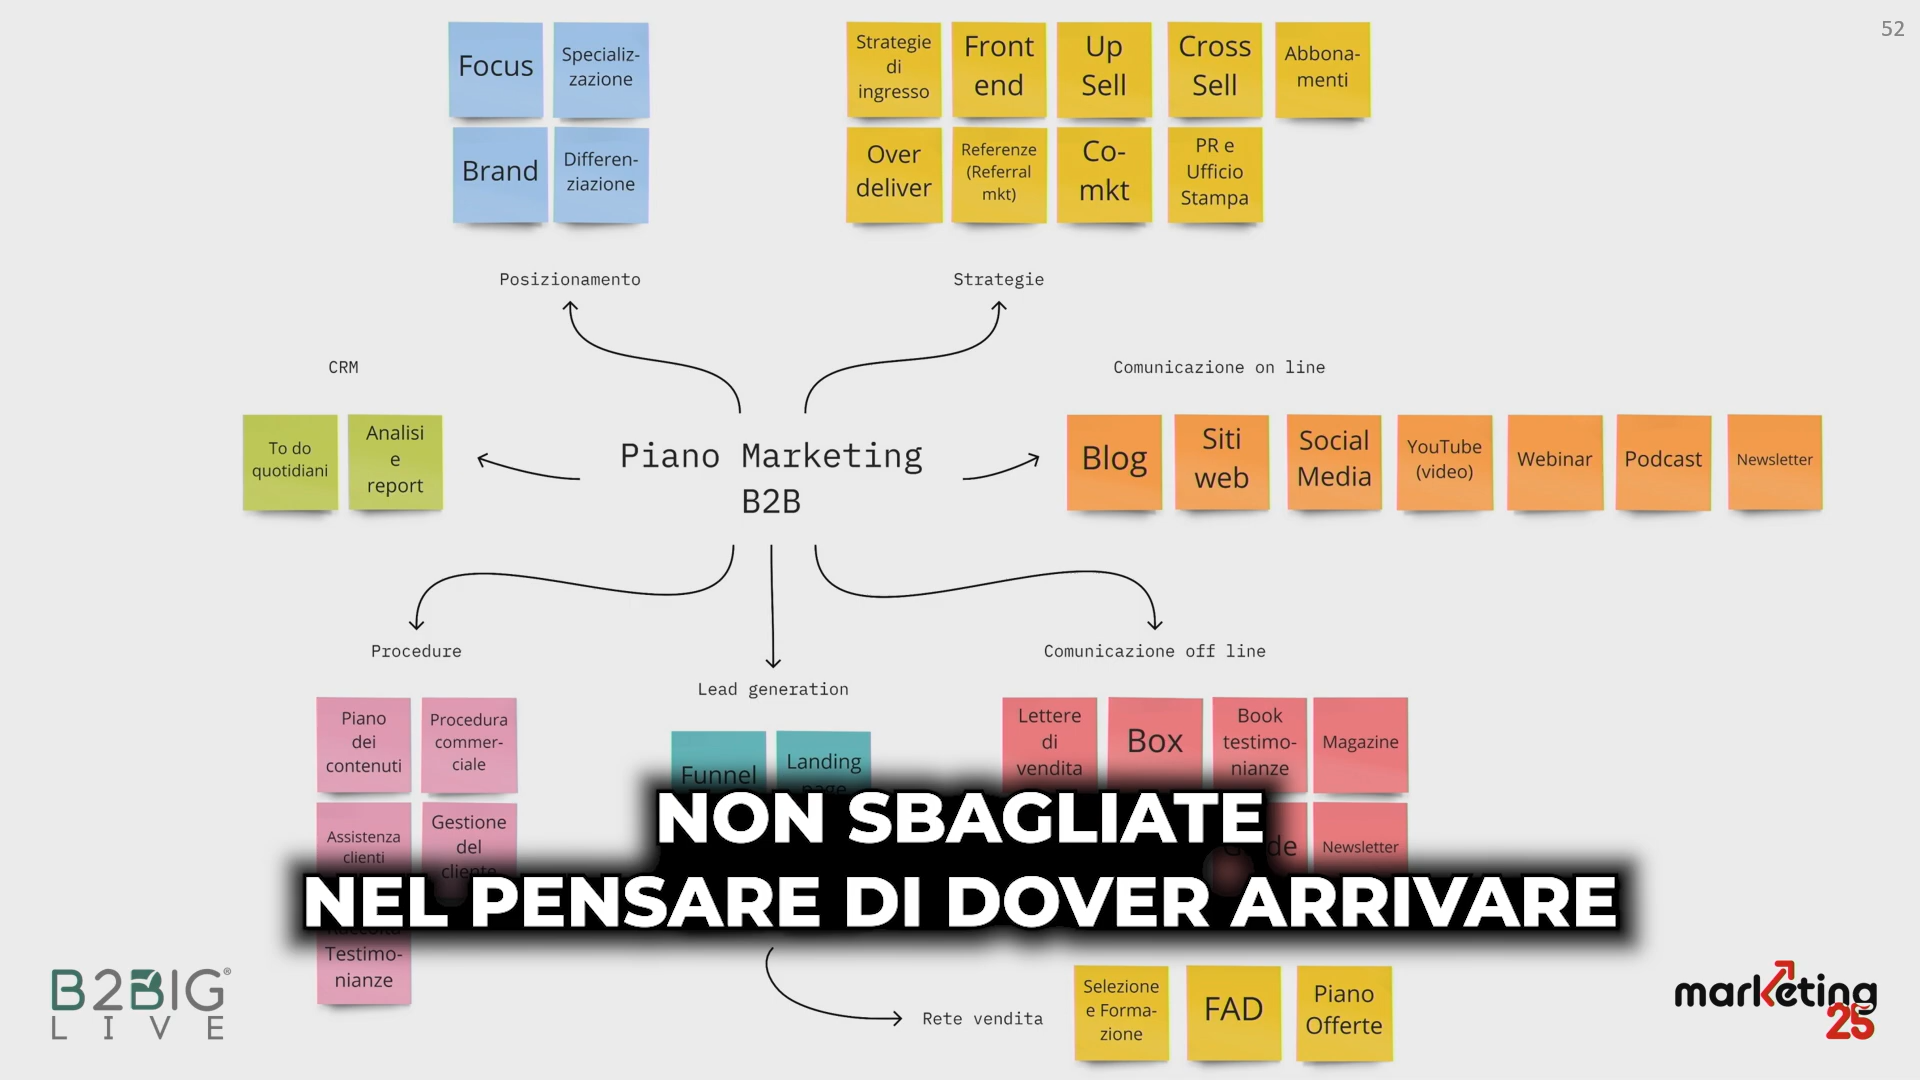 52
Focus
Specializ-
zazione
Brand
Differen-
ziazione
Posizionamento
Strategie
di
ingresso
Front
end
Up
Sell
Cross
Sell
Abbona-
menti
Over
deliver
Referenze
(Referral
mkt)
Co-
mkt
PR e
Ufficio
Stampa
Strategie
CRM
To do
quotidiani
Analisi
e
report
Piano Marketing
B2B
Comunicazione on line
Blog
Siti
web
Social
Media
YouTube
(video)
Webinar
Podcast
Newsletter
Procedure
Piano
dei
contenuti
Procedura
commer-
ciale
Assistenza
clienti
Gestione
del
cliente
Testimo-
nianze
Lead generation
Funnel
Landing
page
Comunicazione off line
Lettere
di
vendita
Box
Book
testimo-
nianze
Magazine
Newsletter
NON SBAGLIATE
NEL PENSARE DI DOVER ARRIVARE
Rete vendita
Selezione
e Forma-
zione
FAD
Piano
Offerte
B2BIG®
LIVE
marketing
25